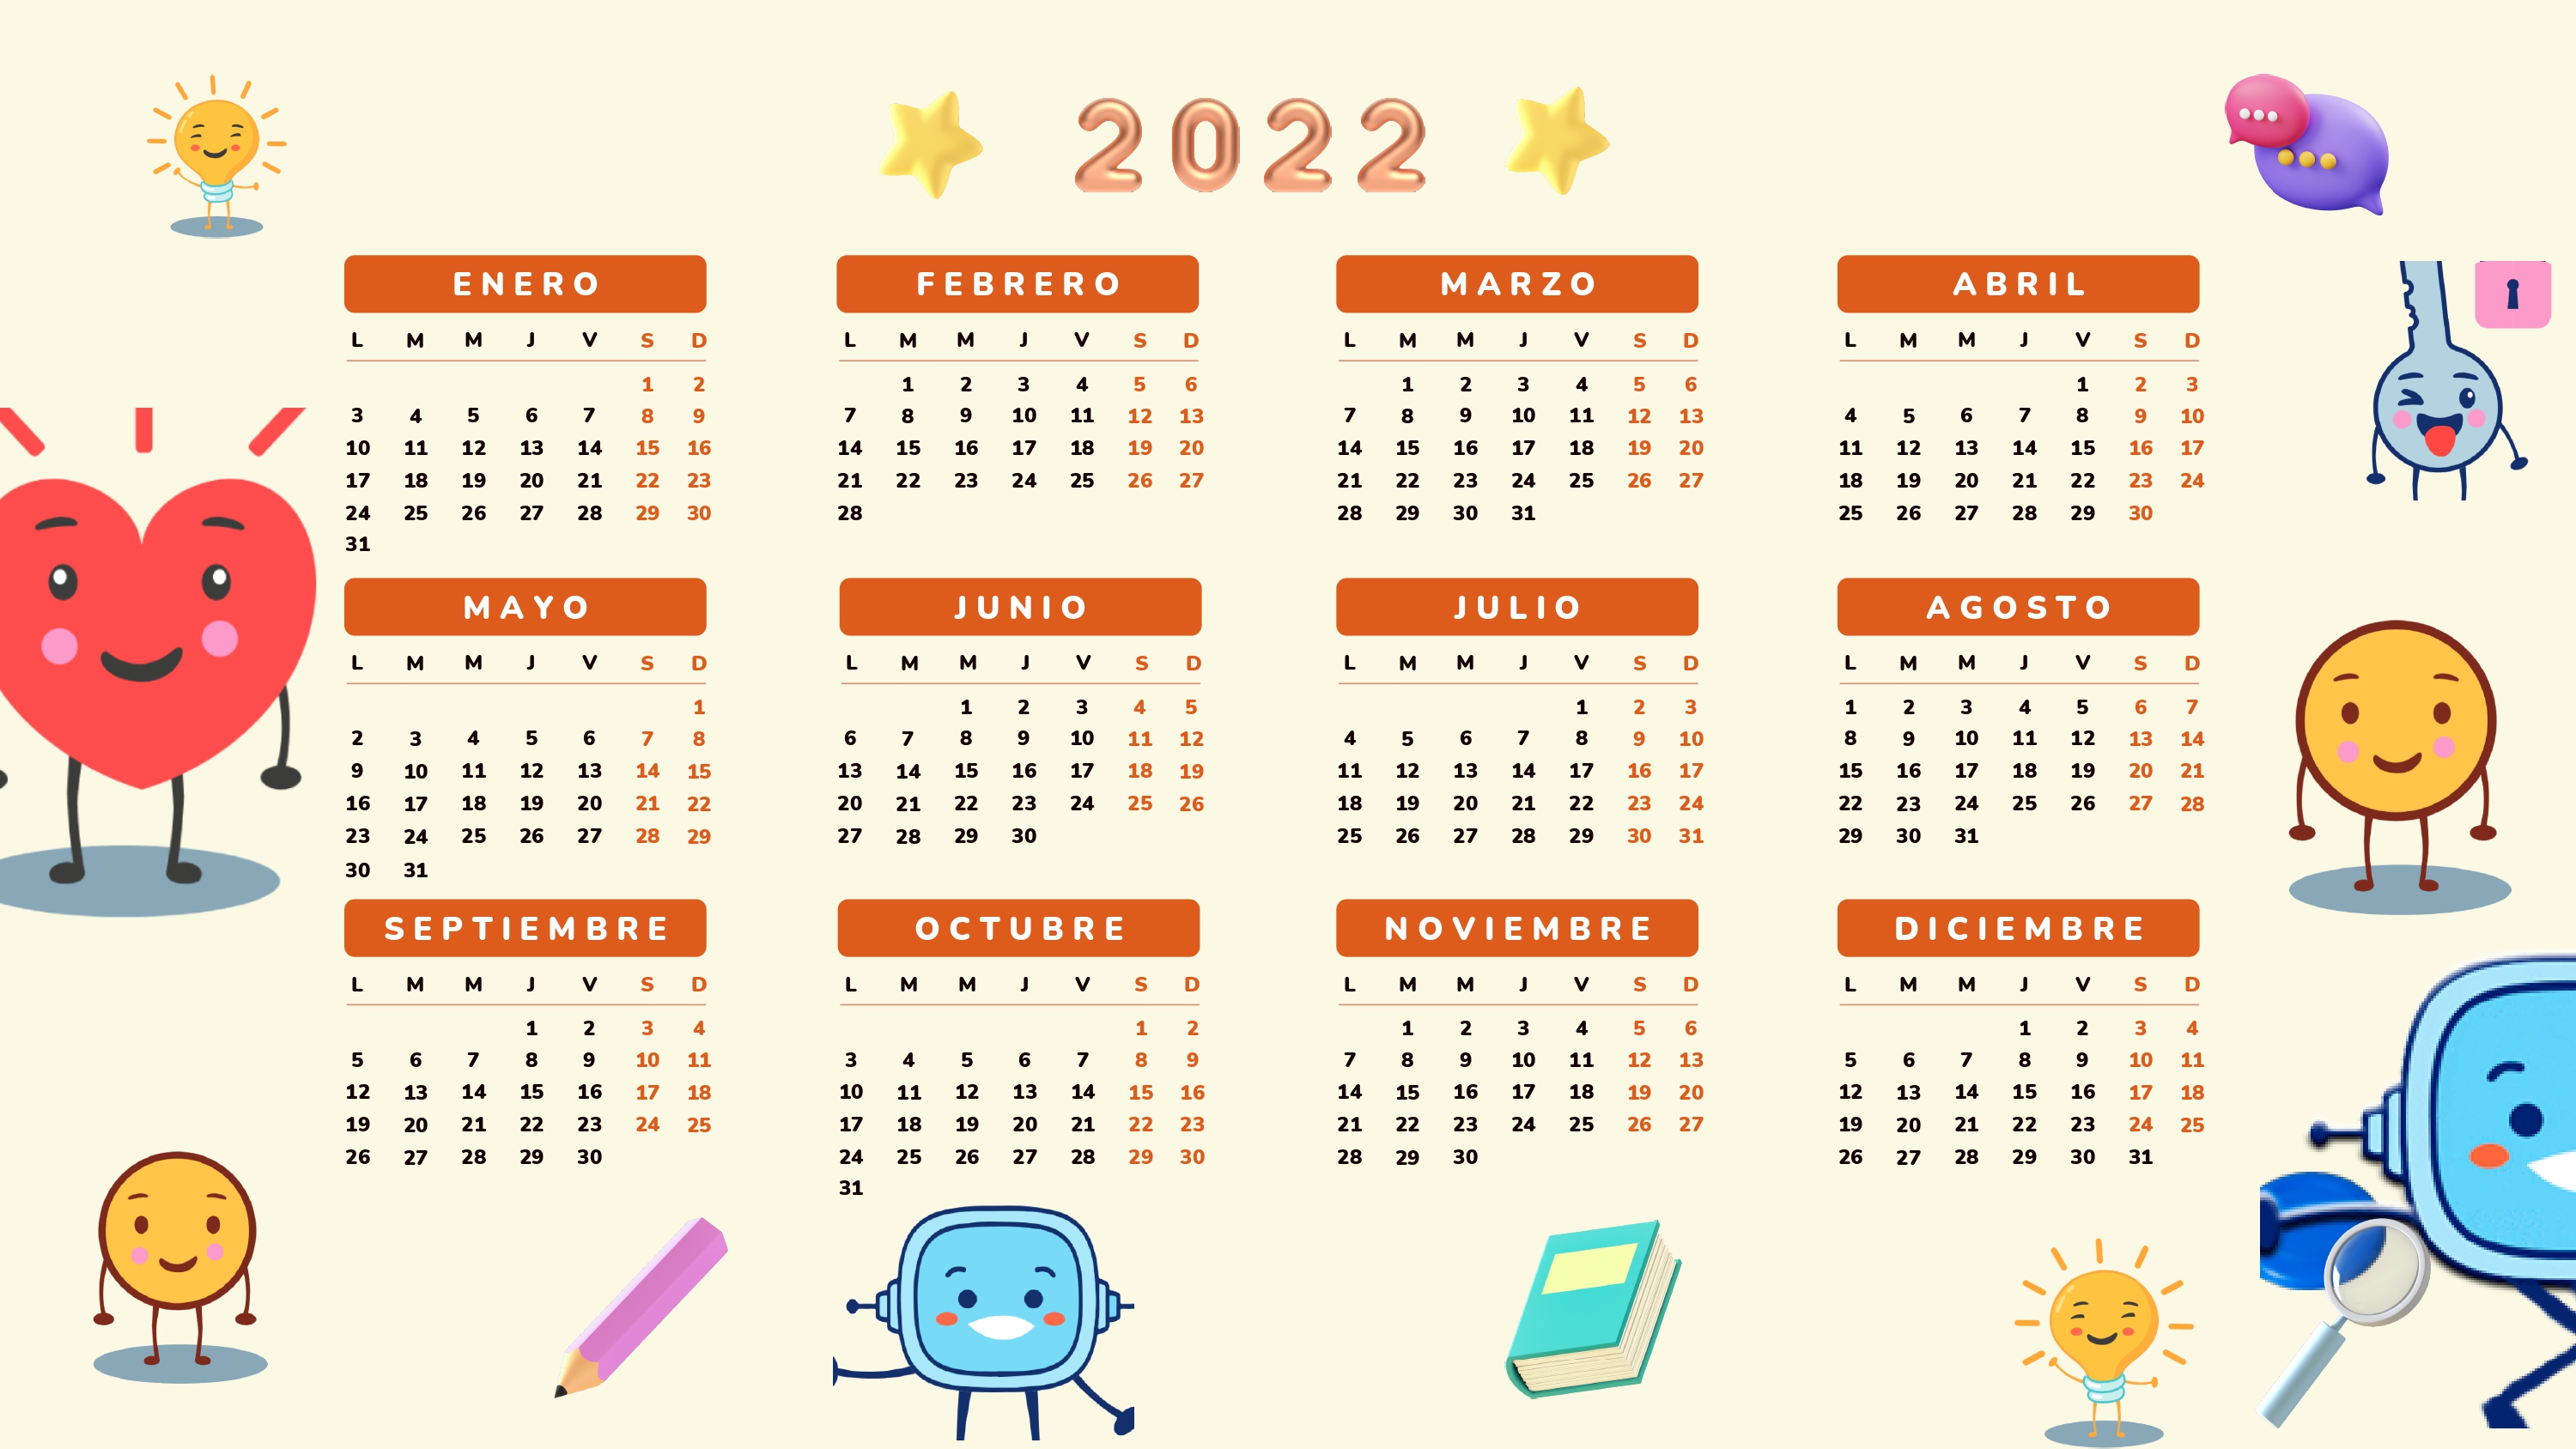 2022
ENERO
L M M J V S D
1 2
3 4 5 6 7 8 9
10 11 12 13 14 15 16
17 18 19 20 21 22 23
24 25 26 27 28 29 30
31
FEBRERO
L M M J V S D
1 2 3 4 5 6
7 8 9 10 11 12 13
14 15 16 17 18 19 20
21 22 23 24 25 26 27
28
MARZO
L M M J V S D
1 2 3 4 5 6
7 8 9 10 11 12 13
14 15 16 17 18 19 20
21 22 23 24 25 26 27
28 29 30 31
ABRIL
L M M J V S D
1 2 3
4 5 6 7 8 9 10
11 12 13 14 15 16 17
18 19 20 21 22 23 24
25 26 27 28 29 30
MAYO
L M M J V S D
1
2 3 4 5 6 7 8
9 10 11 12 13 14 15
16 17 18 19 20 21 22
23 24 25 26 27 28 29
30 31
JUNIO
L M M J V S D
1 2 3 4 5
6 7 8 9 10 11 12
13 14 15 16 17 18 19
20 21 22 23 24 25 26
27 28 29 30
JULIO
L M M J V S D
1 2 3
4 5 6 7 8 9 10
11 12 13 14 17 16 17
18 19 20 21 22 23 24
25 26 27 28 29 30 31
AGOSTO
L M M J V S D
1 2 3 4 5 6 7
8 9 10 11 12 13 14
15 16 17 18 19 20 21
22 23 24 25 26 27 28
29 30 31
SEPTIEMBRE
L M M J V S D
1 2 3 4
5 6 7 8 9 10 11
12 13 14 15 16 17 18
19 20 21 22 23 24 25
26 27 28 29 30
OCTUBRE
L M M J V S D
1 2
3 4 5 6 7 8 9
10 11 12 13 14 15 16
17 18 19 20 21 22 23
24 25 26 27 28 29 30
31
NOVIEMBRE
L M M J V S D
1 2 3 4 5 6
7 8 9 10 11 12 13
14 15 16 17 18 19 20
21 22 23 24 25 26 27
28 29 30
DICIEMBRE
L M M J V S D
1 2 3 4
5 6 7 8 9 10 11
12 13 14 15 16 17 18
19 20 21 22 23 24 25
26 27 28 29 30 31